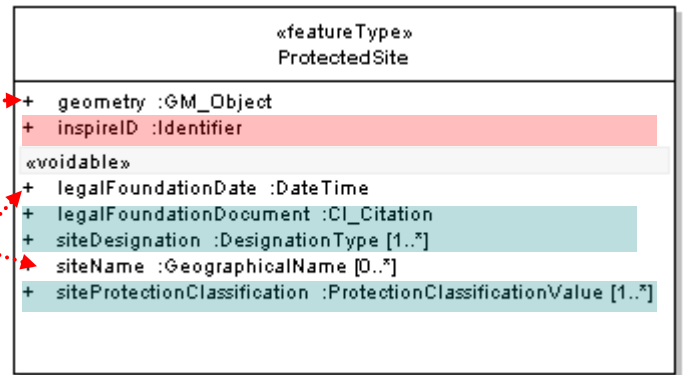 «featureType»
ProtectedSite
+ geometry :GM_Object
+ inspireID :Identifier
«voidable»
+ legalFoundationDate :DateTime
+ legalFoundationDocument :CI_Citation
+ siteDesignation :DesignationType [1..*]
+ siteName :GeographicalName [0..*]
+ siteProtectionClassification :ProtectionClassificationValue [1..*]